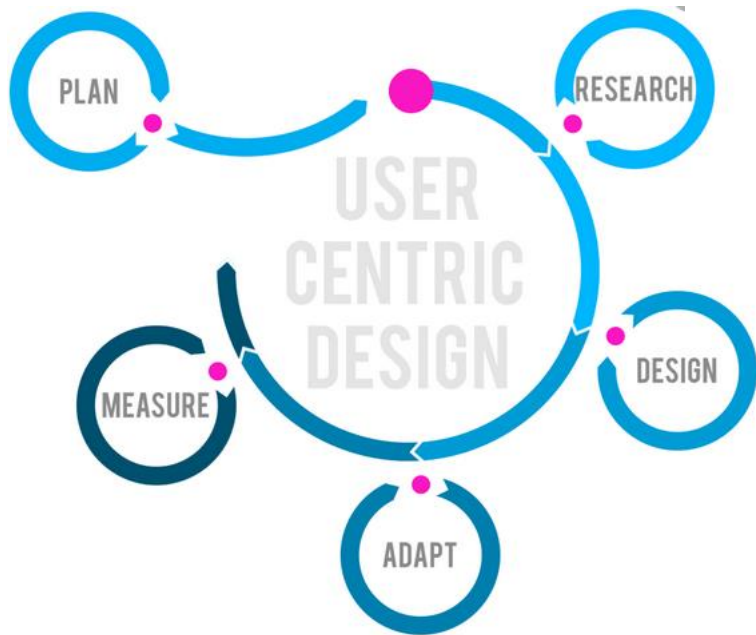 PLAN
RESEARCH
USER
CENTRIC
DESIGN
DESIGN
MEASURE
ADAPT